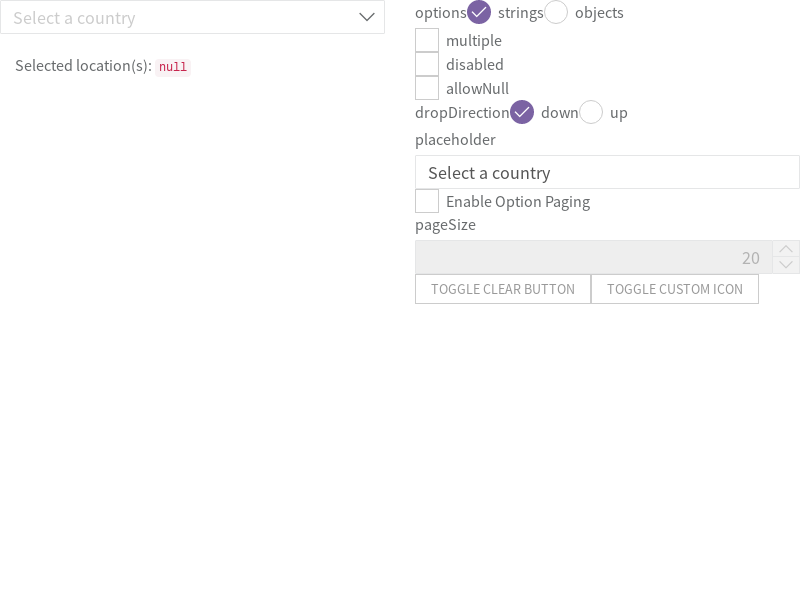 Select a country
Selected location(s): null
options strings objects
multiple
disabled
allowNull
dropDirection down up
placeholder
Select a country
Enable Option Paging
pageSize
20
TOGGLE CLEAR BUTTON TOGGLE CUSTOM ICON